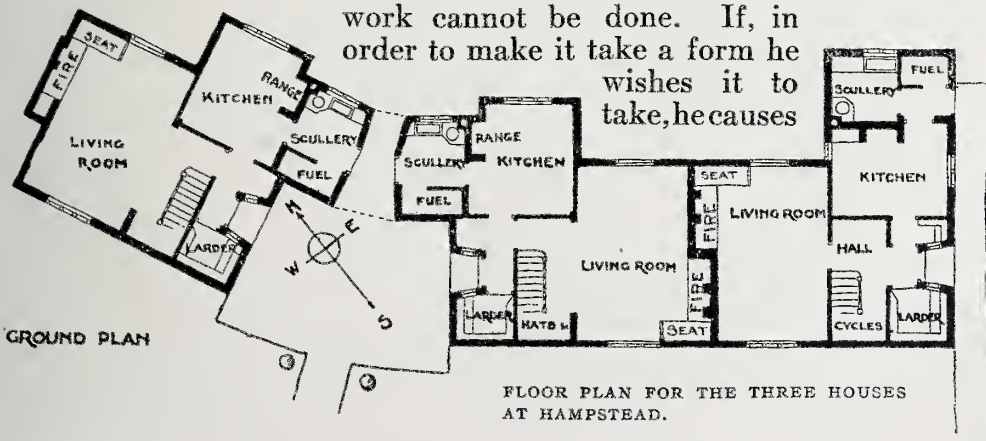 work cannot be done. If, in
order to make it take a form he
wishes it to
take, he causes
SEAT
FIRE
LIVING
ROOM
KITCHEN
RANGE
SCULLERY
FUEL
LARDER
SCULLERY
RANGE
KITCHEN
FUEL
LIVING ROOM
LARDER
SEAT
FIRE
FIRE
SEAT
LIVING ROOM
SCULLERY
FUEL
KITCHEN
HALL
CYCLES
LARDER
N
E
W
S
GROUND PLAN
FLOOR PLAN FOR THE THREE HOUSES
AT HAMPSTEAD.